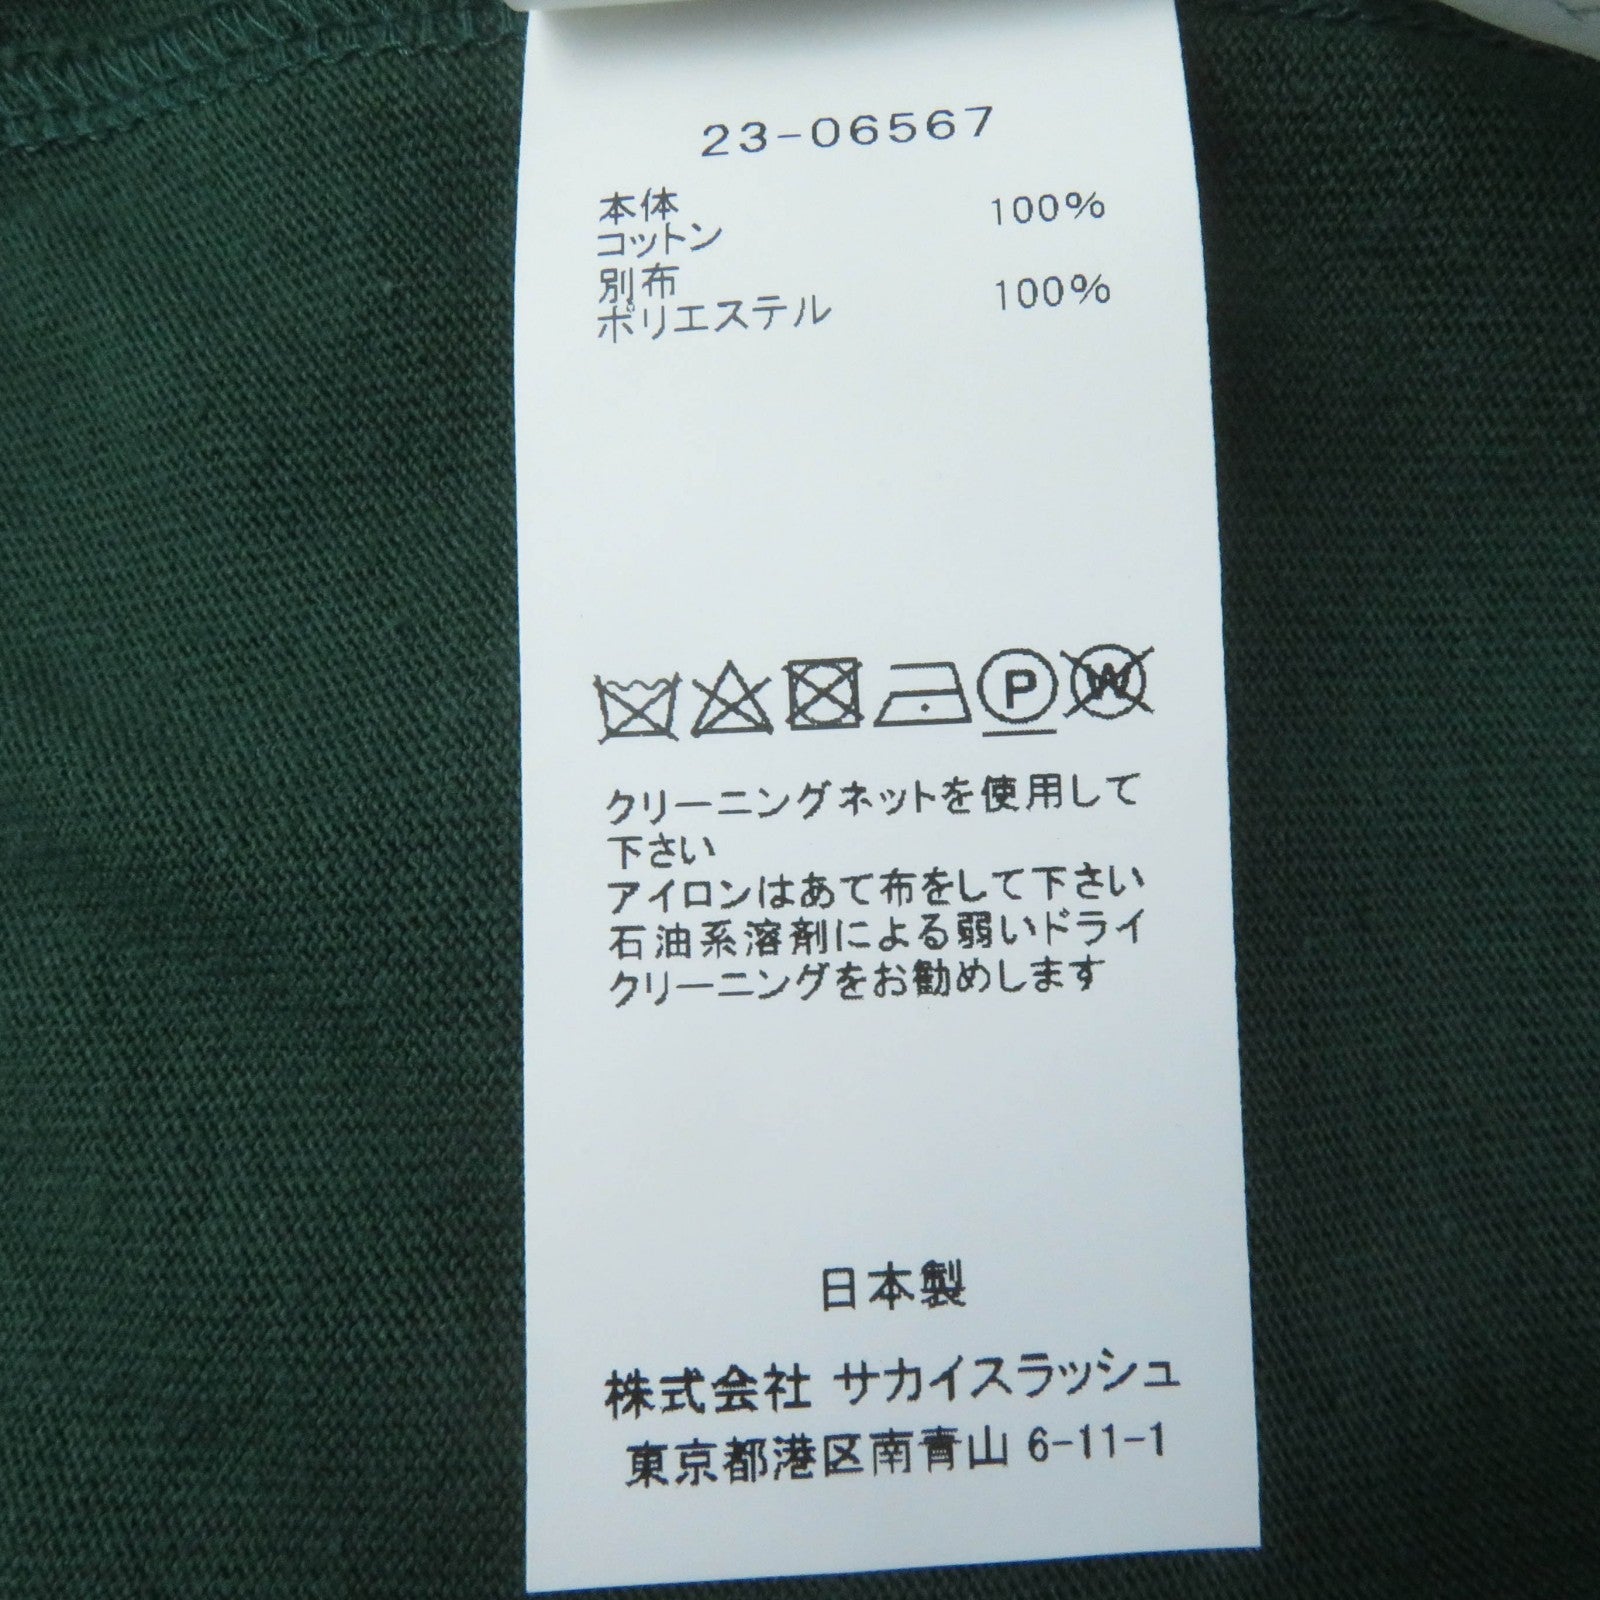 23-06567
本体 100%
コットン
別布 100%
ポリエステル
P W
クリーニングネットを使用して
下さい
アイロンはあて布をして下さい
石油系溶剤による弱いドライ
クリーニングをお勧めします
日本製
株式会社 サカイスラッシュ
東京都港区南青山 6-11-1